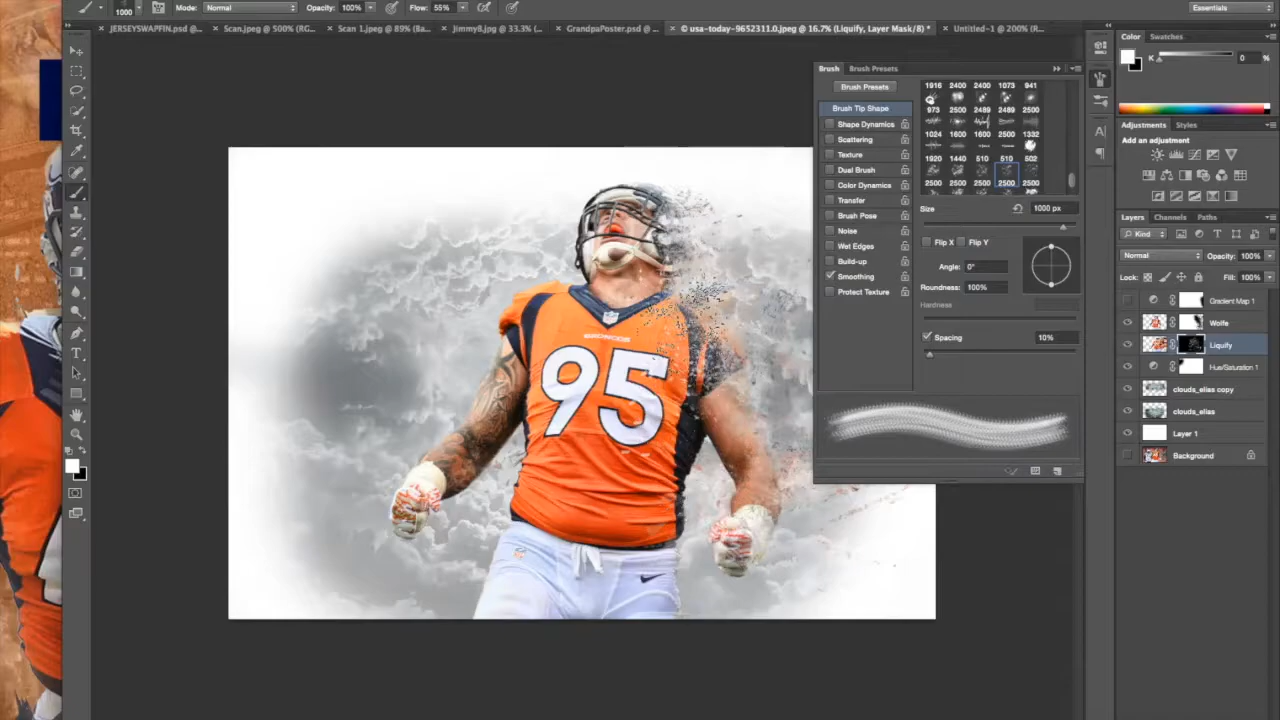 1000 Mode: Normal Opacity: 100% Flow: 55% Essentials
JERSEYSWAPFIN.psd @... Scan.jpeg @ 500% (RG... Scan 1.jpeg @ 89% (Ba... Jimmy8.jpg @ 33.3% (... GrandpaPoster.psd @ ... © usa-today-9652311.0.jpeg @ 16.7% (Liquify, Layer Mask/8) * Untitled-1 @ 200% (R...
Color Swatches
K 0 %
Brush Brush Presets
Brush Presets
1916 2400 2400 1073 941
973 2500 2489 2489 2500
1024 1600 1600 2500 1332
1920 1440 510 510 502
2500 2500 2500 2500 2500
Brush Tip Shape
Shape Dynamics
Scattering
Texture
Dual Brush
Color Dynamics
Transfer
Brush Pose
Noise
Wet Edges
Build-up
Smoothing
Protect Texture
Size 1000 px
Flip X Flip Y
Angle: 0°
Roundness: 100%
Hardness
Spacing 10%
Adjustments Styles
Add an adjustment
Layers Channels Paths
Kind
Normal Opacity: 100%
Lock: Fill: 100%
Gradient Map 1
Wolfe
Liquify
Hue/Saturation 1
clouds_elias copy
clouds_elias
Layer 1
Background
BRONCOS
95